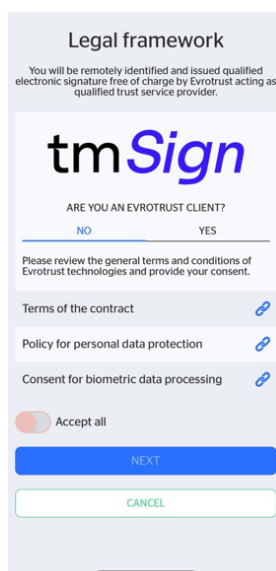 Legal framework
You will be remotely identified and issued qualified
electronic signature free of charge by Evrotrust acting as
qualified trust service provider.
tmSign
ARE YOU AN EVROTRUST CLIENT?
NO YES
Please review the general terms and conditions of
Evrotrust technologies and provide your consent.
Terms of the contract
Policy for personal data protection
Consent for biometric data processing
Accept all
NEXT
CANCEL